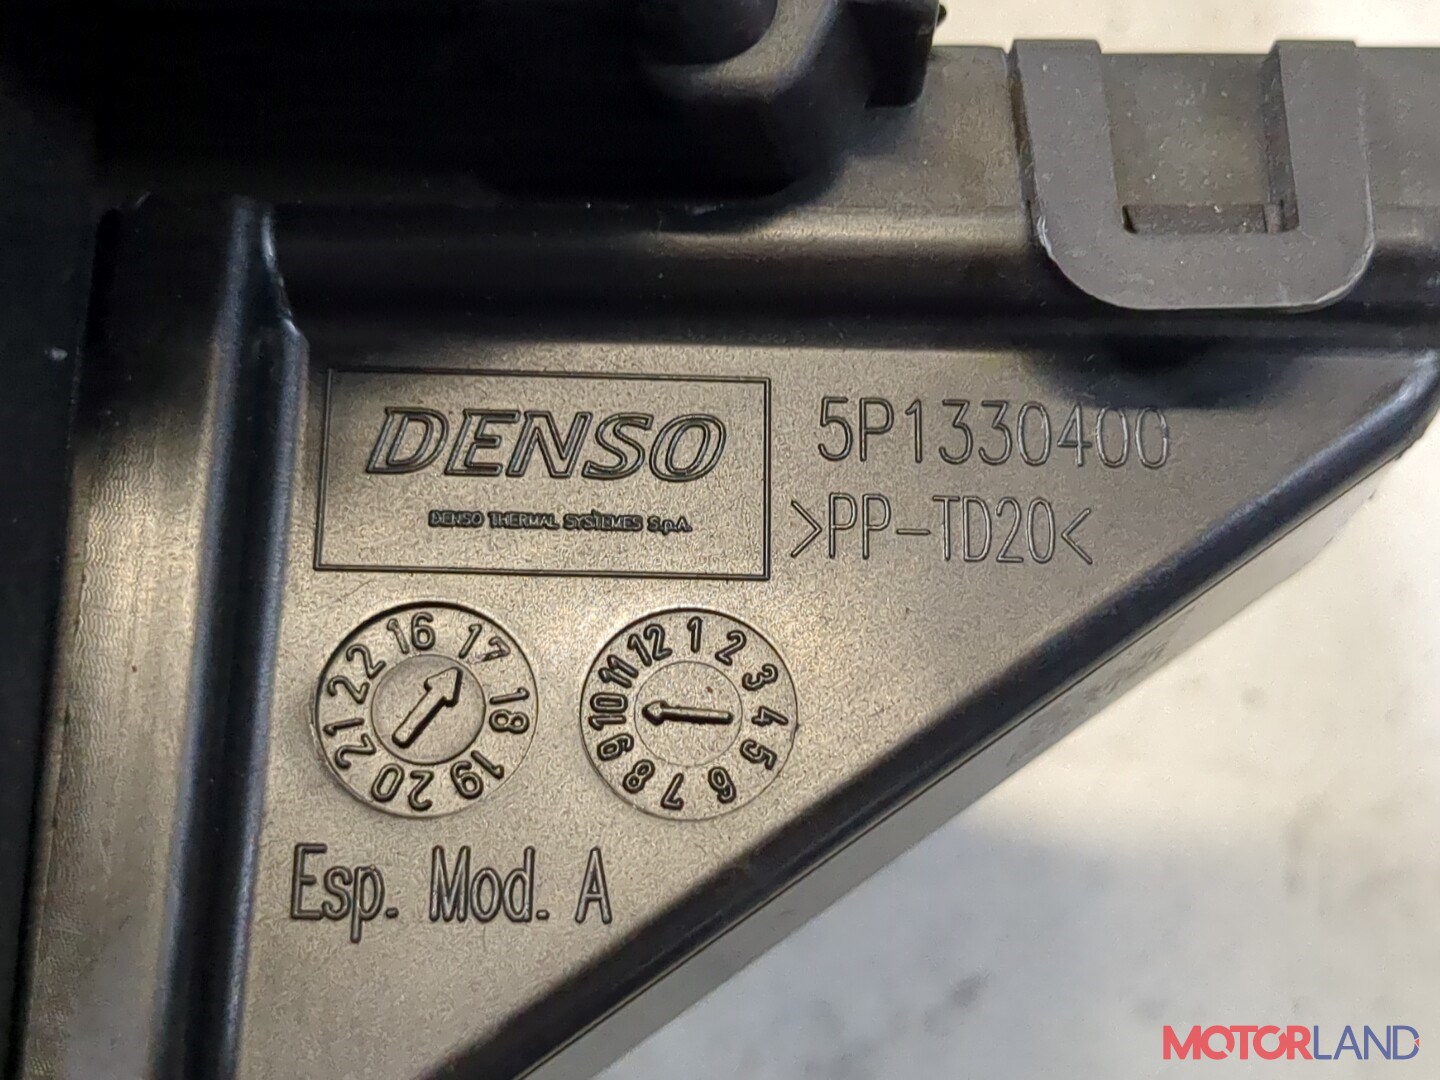 DENSO
DENSO THERMAL SYSTEMES S.p.A.
5P1330400
>PP-TD20<
16 17 18 19 20 21 22
1 2 3 4 5 6 7 8 9 10 11 12
Esp. Mod. A
MOTORLAND